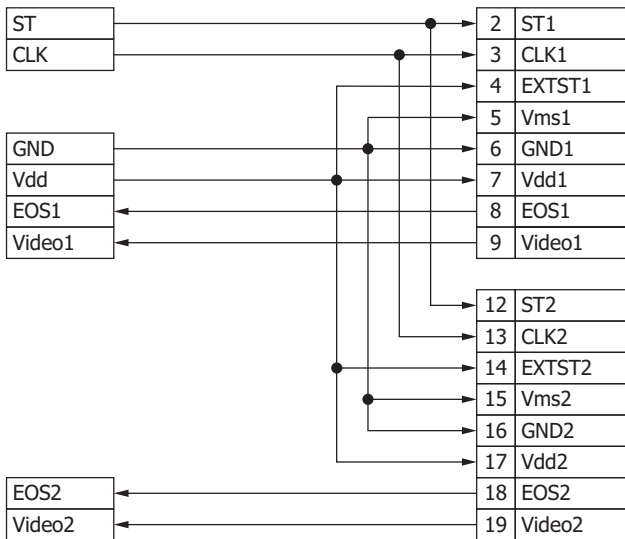 ST 2 ST1
CLK 3 CLK1
4 EXTST1
5 Vms1
GND 6 GND1
Vdd 7 Vdd1
EOS1 8 EOS1
Video1 9 Video1
12 ST2
13 CLK2
14 EXTST2
15 Vms2
16 GND2
17 Vdd2
EOS2 18 EOS2
Video2 19 Video2